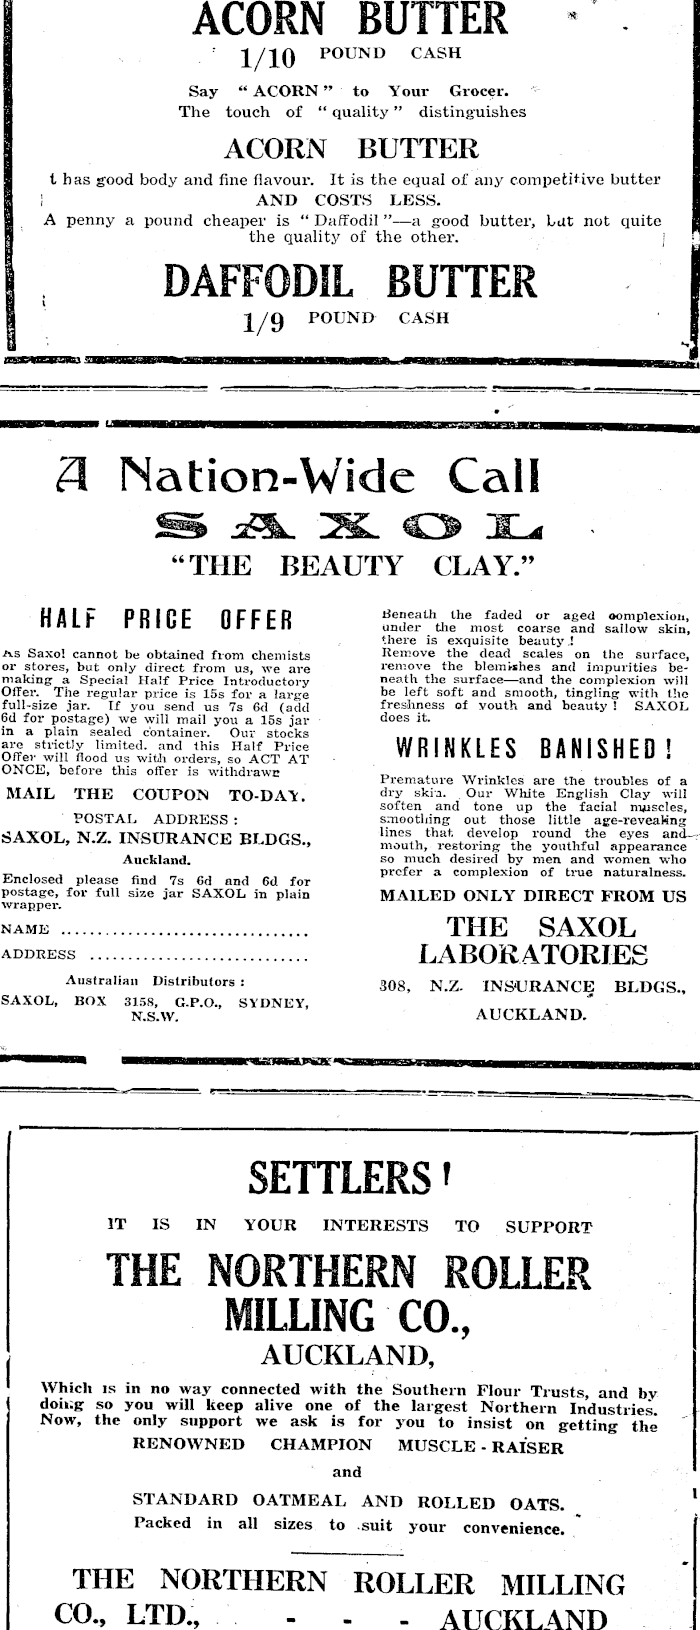 ACORN BUTTER
1/10 POUND CASH
Say "ACORN" to Your Grocer.
The touch of "quality" distinguishes
ACORN BUTTER
t has good body and fine flavour. It is the equal of any competitive butter
AND COSTS LESS.
A penny a pound cheaper is "Daffodil"—a good butter, but not quite
the quality of the other.
DAFFODIL BUTTER
1/9 POUND CASH
A Nation-Wide Call
SAXOL
"THE BEAUTY CLAY."
HALF PRICE OFFER
As Saxol cannot be obtained from chemists
or stores, but only direct from us, we are
making a Special Half Price Introductory
Offer. The regular price is 15s for a large
full-size jar. If you send us 7s 6d (add
6d for postage) we will mail you a 15s jar
in a plain sealed container. Our stocks
are strictly limited. and this Half Price
Offer will flood us with orders, so ACT AT
ONCE, before this offer is withdrawn
MAIL THE COUPON TO-DAY.
POSTAL ADDRESS:
SAXOL, N.Z. INSURANCE BLDGS.,
Auckland.
Enclosed please find 7s 6d and 6d for
postage, for full size jar SAXOL in plain
wrapper.
NAME ................................
ADDRESS ............................
Australian Distributors:
SAXOL, BOX 3158, G.P.O., SYDNEY,
N.S.W.
Beneath the faded or aged complexion,
under the most coarse and sallow skin,
there is exquisite beauty!
Remove the dead scales on the surface,
remove the blemishes and impurities be-
neath the surface—and the complexion will
be left soft and smooth, tingling with the
freshness of youth and beauty! SAXOL
does it.
WRINKLES BANISHED!
Premature Wrinkles are the troubles of a
dry skin. Our White English Clay will
soften and tone up the facial muscles,
smoothing out those little age-revealing
lines that develop round the eyes and
mouth, restoring the youthful appearance
so much desired by men and women who
prefer a complexion of true naturalness.
MAILED ONLY DIRECT FROM US
THE SAXOL
LABORATORIES
308, N.Z. INSURANCE BLDGS.,
AUCKLAND.
SETTLERS!
IT IS IN YOUR INTERESTS TO SUPPORT
THE NORTHERN ROLLER
MILLING CO.,
AUCKLAND,
Which is in no way connected with the Southern Flour Trusts, and by
doing so you will keep alive one of the largest Northern Industries.
Now, the only support we ask is for you to insist on getting the
RENOWNED CHAMPION MUSCLE-RAISER
and
STANDARD OATMEAL AND ROLLED OATS.
Packed in all sizes to suit your convenience.
THE NORTHERN ROLLER MILLING
CO., LTD., - - - AUCKLAND